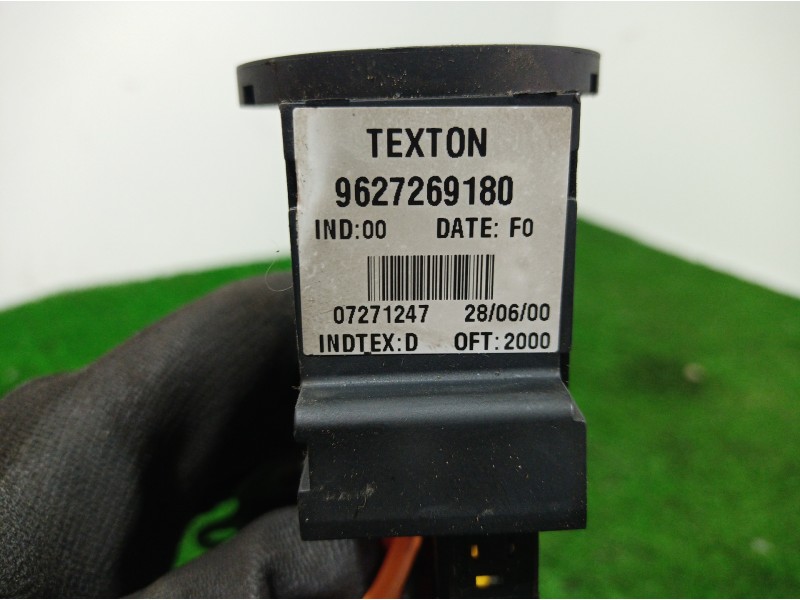 TEXTON
9627269180
IND:00 DATE: F0
07271247 28/06/00
INDTEX:D OFT:2000